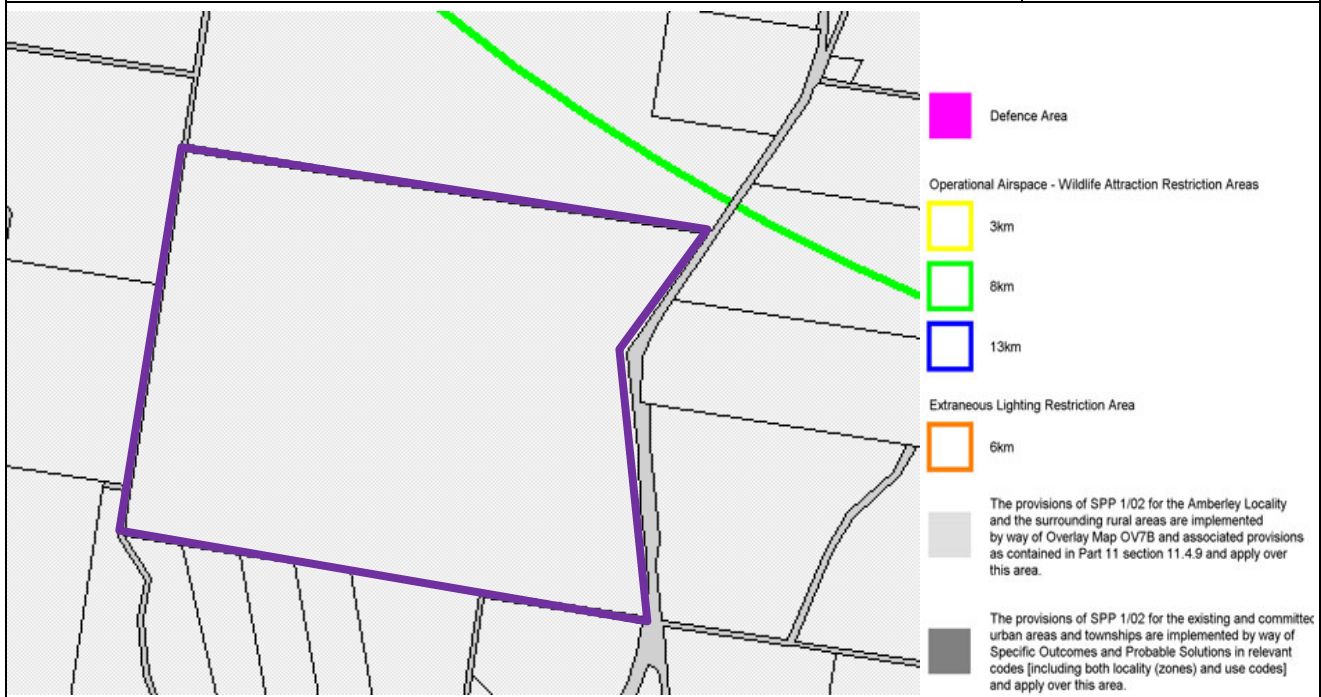 Defence Area
Operational Airspace - Wildlife Attraction Restriction Areas
3km
8km
13km
Extraneous Lighting Restriction Area
6km
The provisions of SPP 1/02 for the Amberley Locality
and the surrounding rural areas are implemented
by way of Overlay Map OV7B and associated provisions
as contained in Part 11 section 11.4.9 and apply over
this area.
The provisions of SPP 1/02 for the existing and committec
urban areas and townships are implemented by way of
Specific Outcomes and Probable Solutions in relevant
codes [including both locality (zones) and use codes]
and apply over this area.